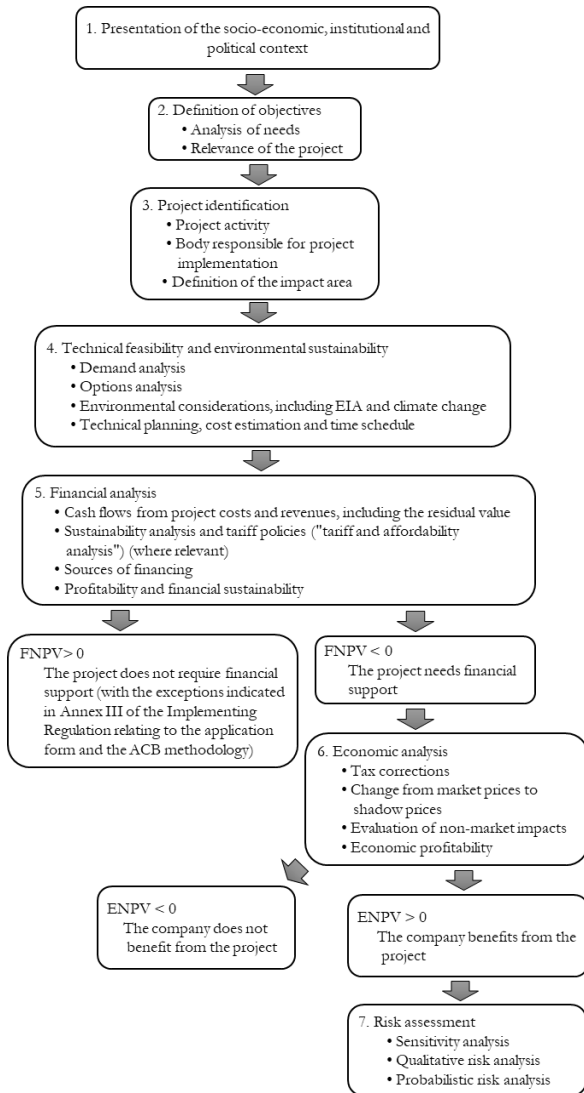 1. Presentation of the socio-economic, institutional and
political context
2. Definition of objectives
• Analysis of needs
• Relevance of the project
3. Project identification
• Project activity
• Body responsible for project
implementation
• Definition of the impact area
4. Technical feasibility and environmental sustainability
• Demand analysis
• Options analysis
• Environmental considerations, including EIA and climate change
• Technical planning, cost estimation and time schedule
5. Financial analysis
• Cash flows from project costs and revenues, including the residual value
• Sustainability analysis and tariff policies ("tariff and affordability
analysis") (where relevant)
• Sources of financing
• Profitability and financial sustainability
FNPV> 0
The project does not require financial
support (with the exceptions indicated
in Annex III of the Implementing
Regulation relating to the application
form and the ACB methodology)
FNPV < 0
The project needs financial
support
6. Economic analysis
• Tax corrections
• Change from market prices to
shadow prices
• Evaluation of non-market impacts
• Economic profitability
ENPV < 0
The company does not
benefit from the project
ENPV > 0
The company benefits from the
project
7. Risk assessment
• Sensitivity analysis
• Qualitative risk analysis
• Probabilistic risk analysis